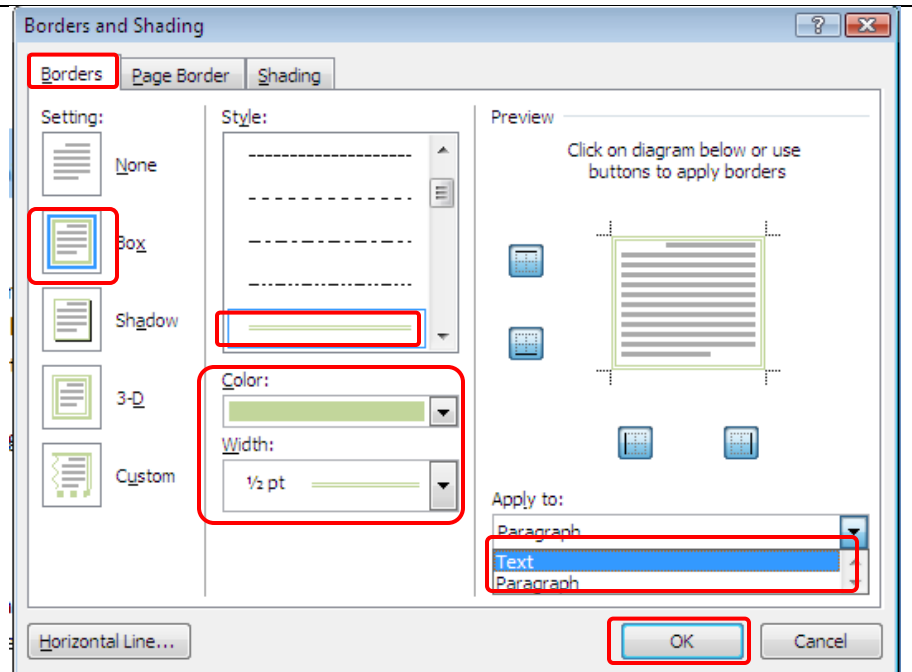 Borders and Shading
Borders Page Border Shading
Setting:
None
Box
Shadow
3-D
Custom
Style:
Color:
Width:
½ pt
Preview
Click on diagram below or use
buttons to apply borders
Apply to:
Paragraph
Text
Paragraph
Horizontal Line...
OK
Cancel